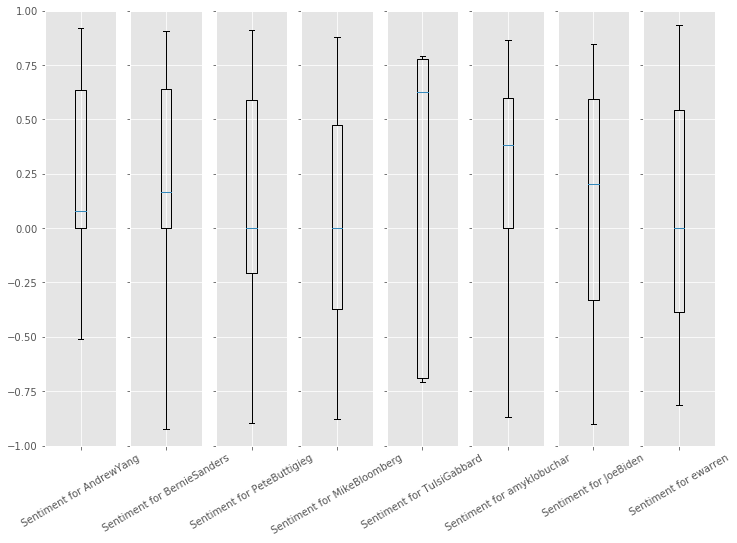 1.00
0.75
0.50
0.25
0.00
−0.25
−0.50
−0.75
−1.00
Sentiment for AndrewYang
Sentiment for BernieSanders
Sentiment for PeteButtigieg
Sentiment for MikeBloomberg
Sentiment for TulsiGabbard
Sentiment for amyklobuchar
Sentiment for JoeBiden
Sentiment for ewarren